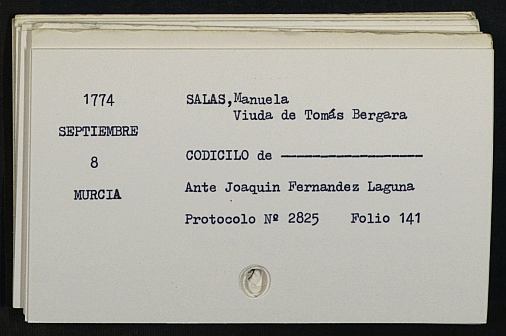 1774
SEPTIEMBRE
8
MURCIA
SALAS,Manuela
Viuda de Tomás Bergara
CODICILO de ------------------
Ante Joaquin Fernandez Laguna
Protocolo Nº 2825 Folio 141